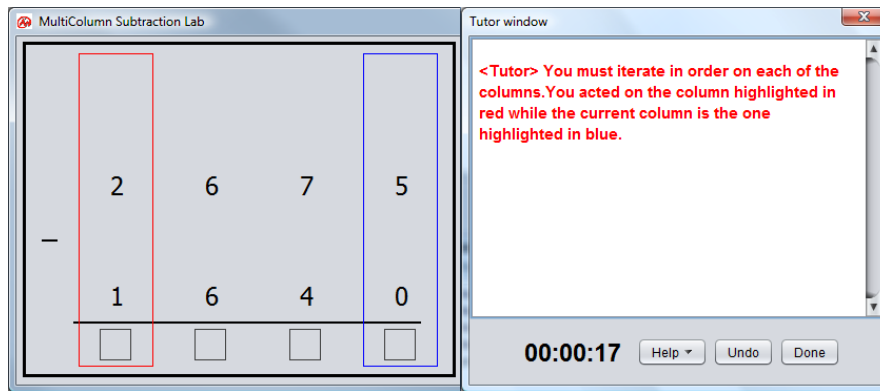 MultiColumn Subtraction Lab
2 6 7 5
–
1 6 4 0
Tutor window
<Tutor> You must iterate in order on each of the
columns.You acted on the column highlighted in
red while the current column is the one
highlighted in blue.
00:00:17 Help Undo Done